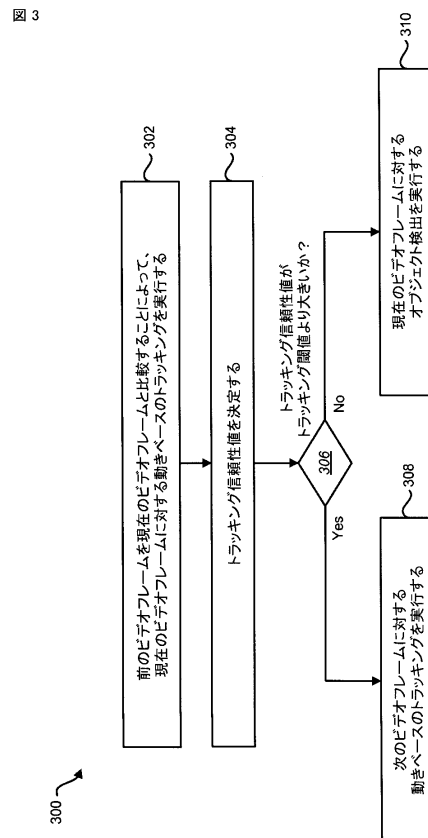 図 3
300
302
前のビデオフレームを現在のビデオフレームと比較することによって、
現在のビデオフレームに対する動きベースのトラッキングを実行する
304
トラッキング信頼性値を決定する
トラッキング信頼性値が
トラッキング閾値より大きいか？
306
Yes
No
308
次のビデオフレームに対する
動きベースのトラッキングを実行する
310
現在のビデオフレームに対する
オブジェクト検出を実行する